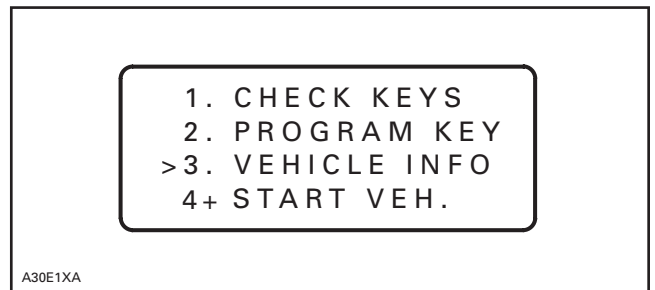 1. CHECK KEYS
2. PROGRAM KEY
>3. VEHICLE INFO
4+ START VEH.
A30E1XA